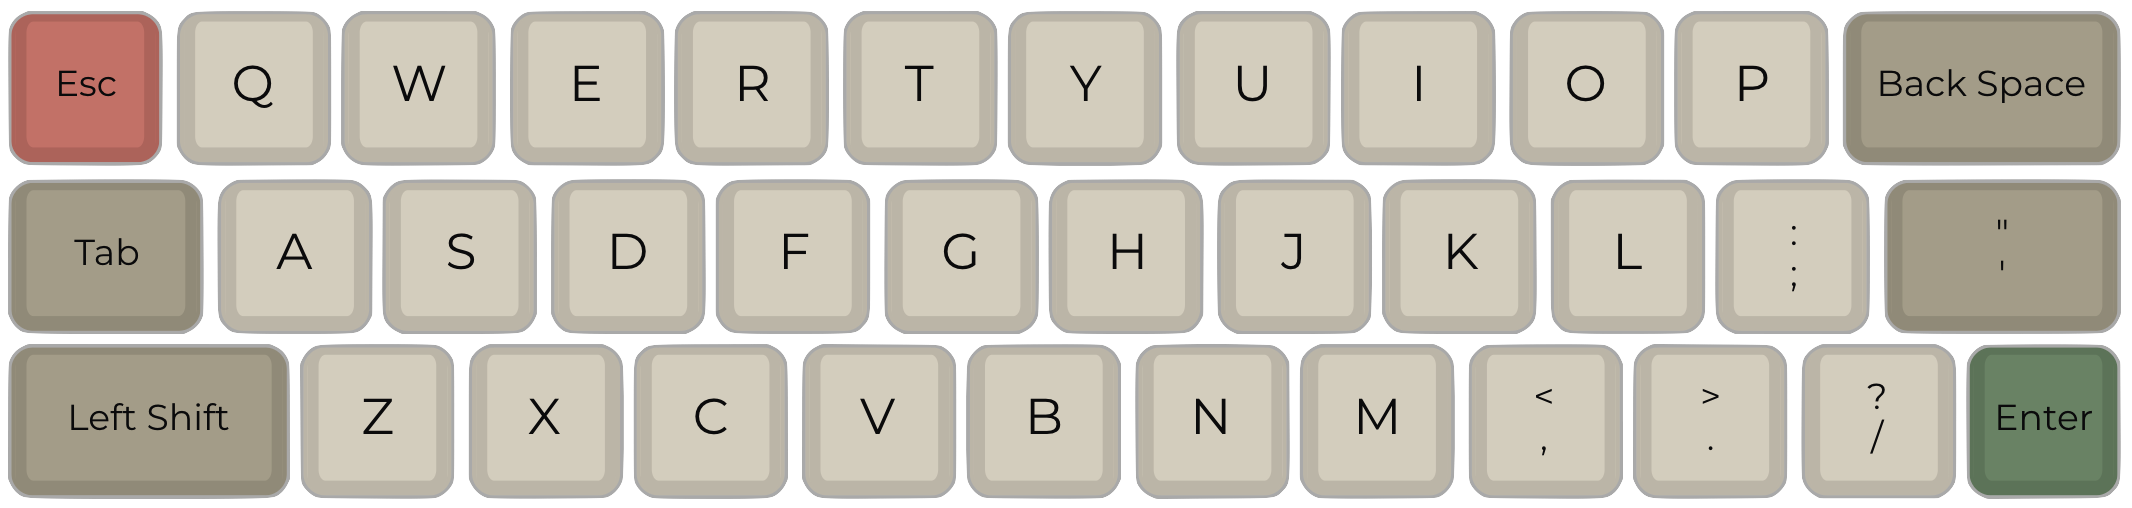 Esc Q W E R T Y U I O P Back Space
Tab A S D F G H J K L : ; " '
Left Shift Z X C V B N M < , > . ? / Enter